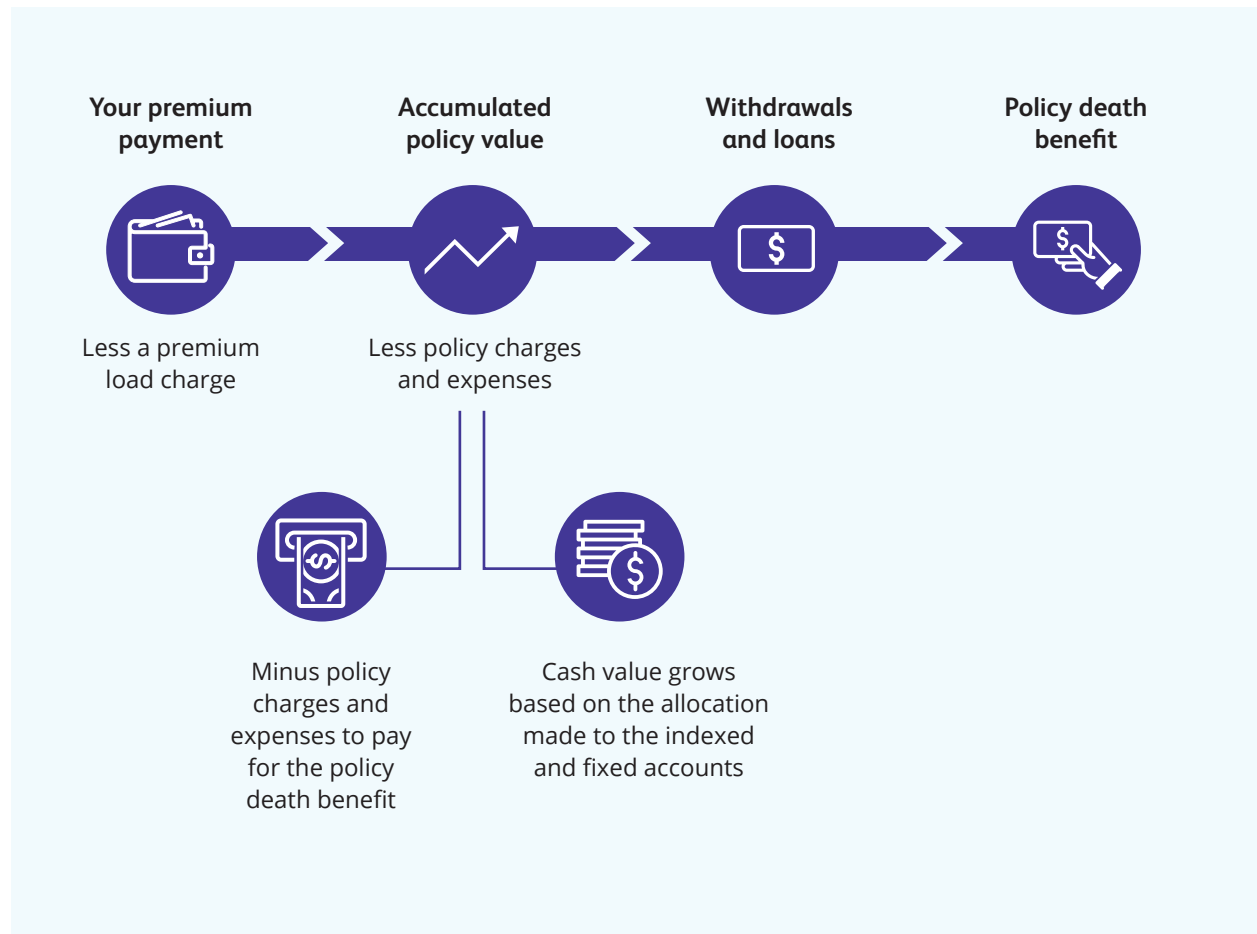 Your premium
payment
Accumulated
policy value
Withdrawals
and loans
Policy death
benefit
$
$
Less a premium
load charge
Less policy charges
and expenses
$
$
Minus policy
charges and
expenses to pay
for the policy
death benefit
Cash value grows
based on the allocation
made to the indexed
and fixed accounts